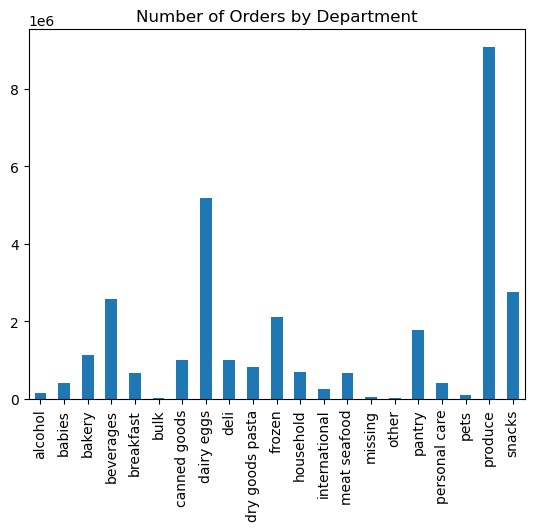 Number of Orders by Department
1e6
8
6
4
2
0
alcohol
babies
bakery
beverages
breakfast
bulk
canned goods
dairy eggs
deli
dry goods pasta
frozen
household
international
meat seafood
missing
other
pantry
personal care
pets
produce
snacks